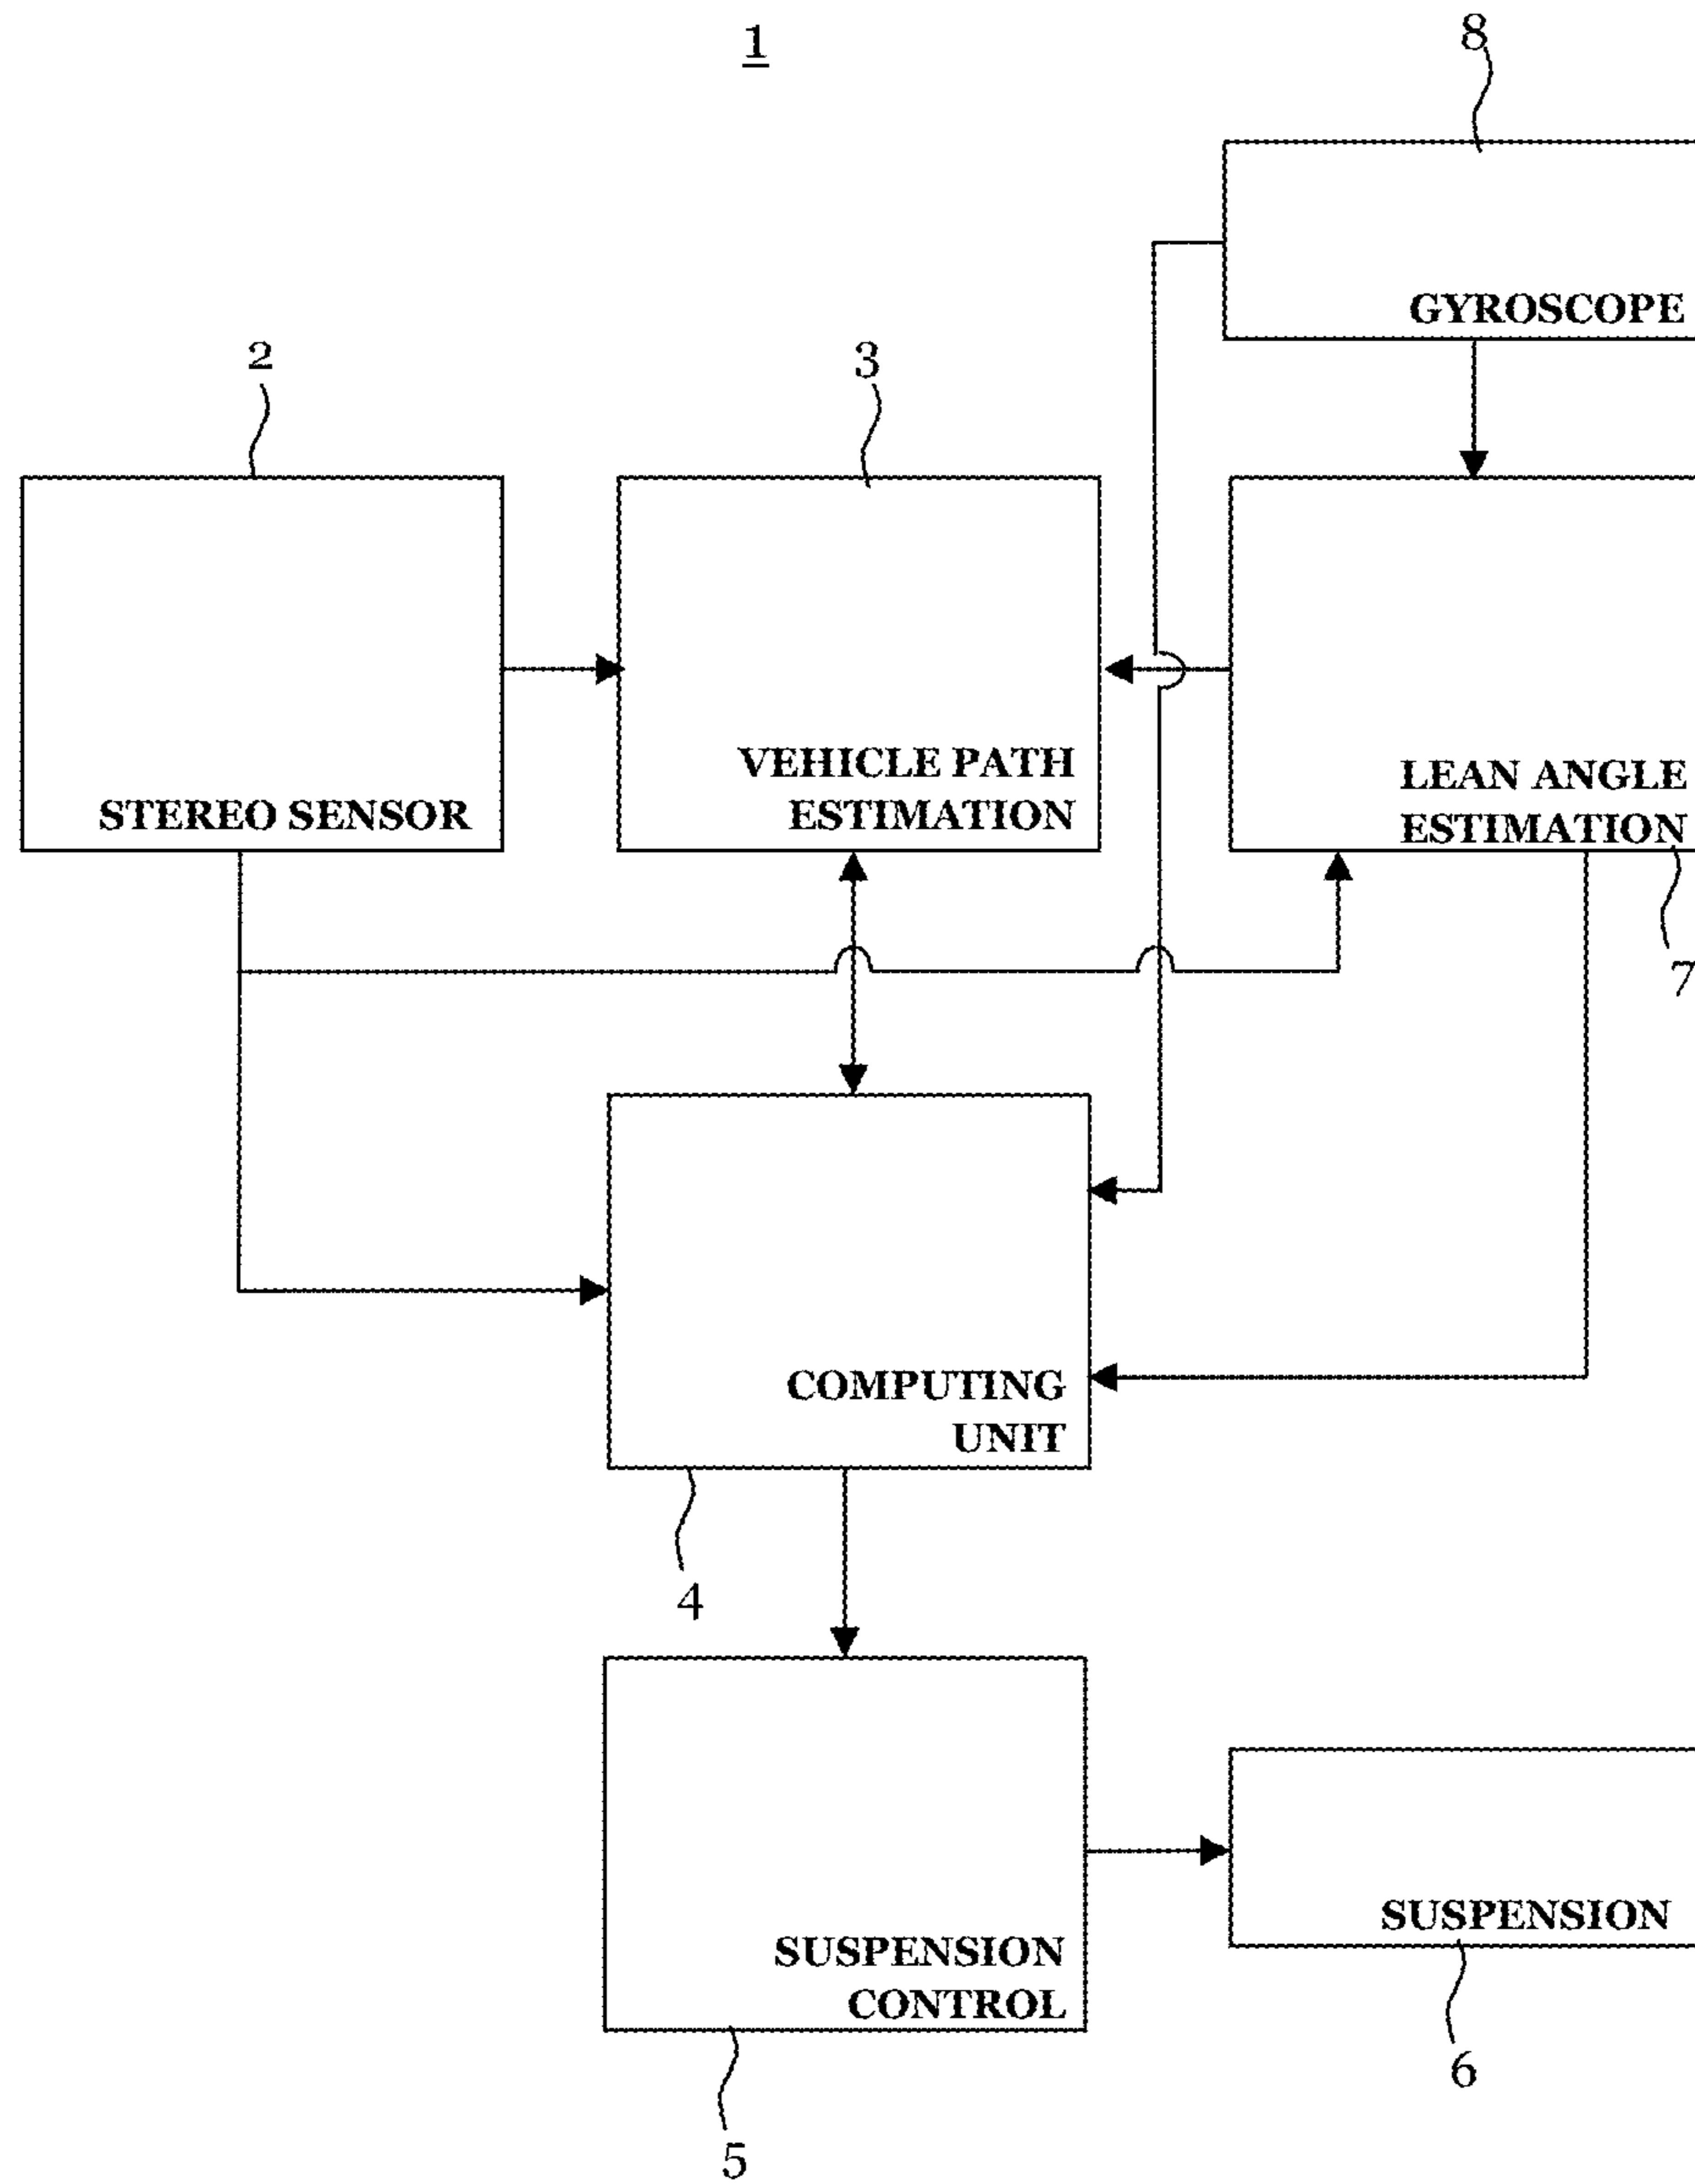 1
8
GYROSCOPE
2
3
STEREO SENSOR
VEHICLE PATH
ESTIMATION
LEAN ANGLE
ESTIMATION
7
COMPUTING
UNIT
4
SUSPENSION
CONTROL
SUSPENSION
6
5